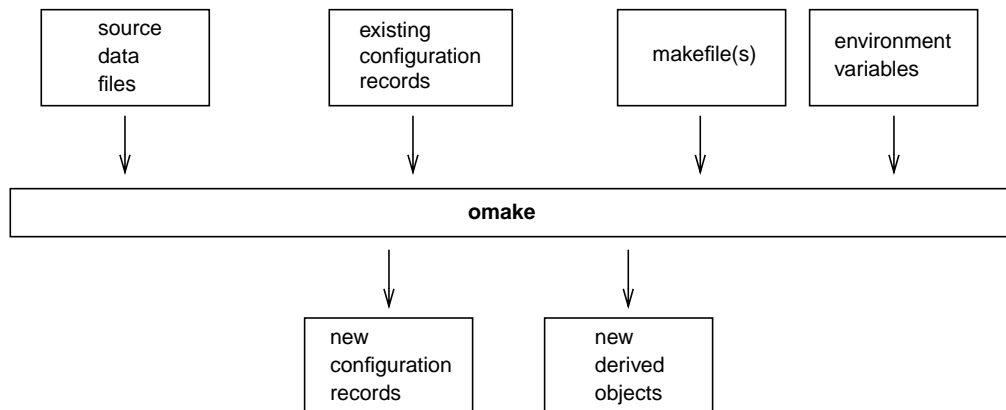 source
data
files
existing
configuration
records
makefile(s)
environment
variables
omake
new
configuration
records
new
derived
objects